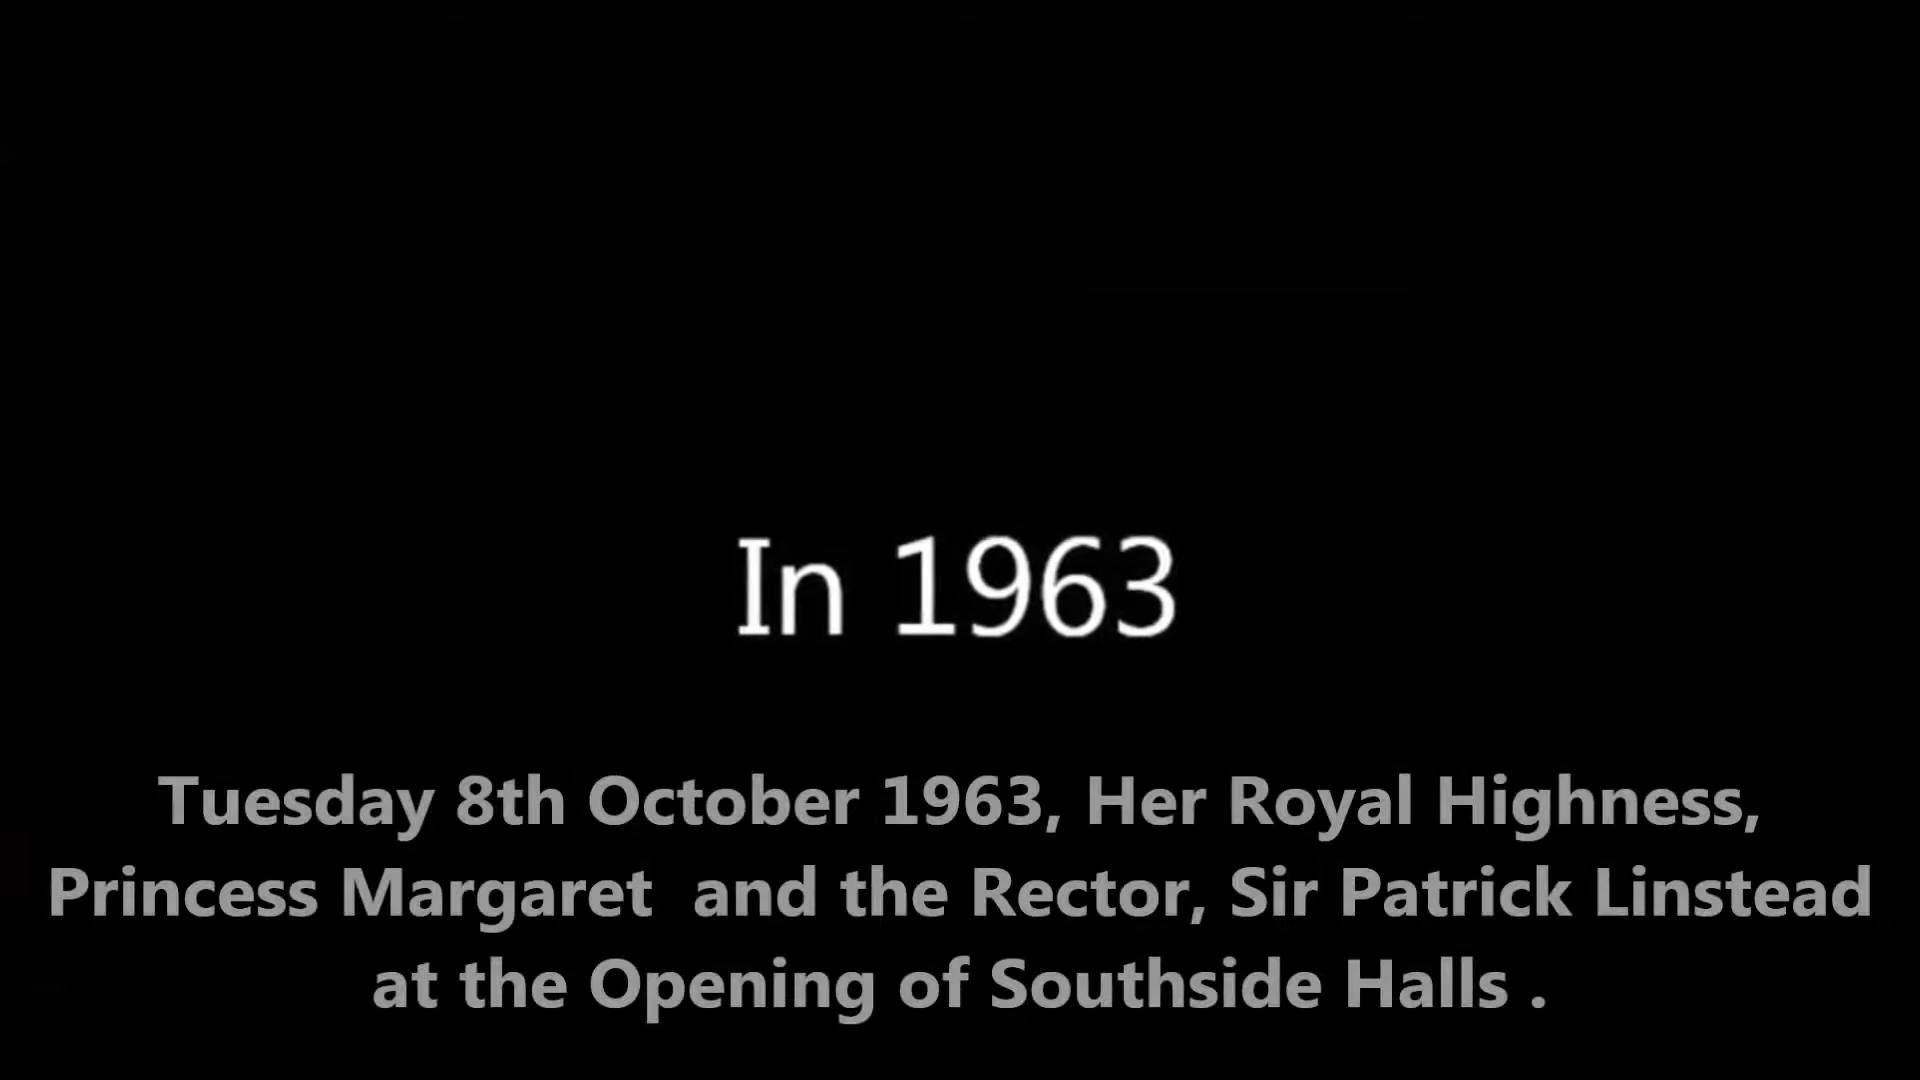 In 1963
Tuesday 8th October 1963, Her Royal Highness,
Princess Margaret  and the Rector, Sir Patrick Linstead
at the Opening of Southside Halls .